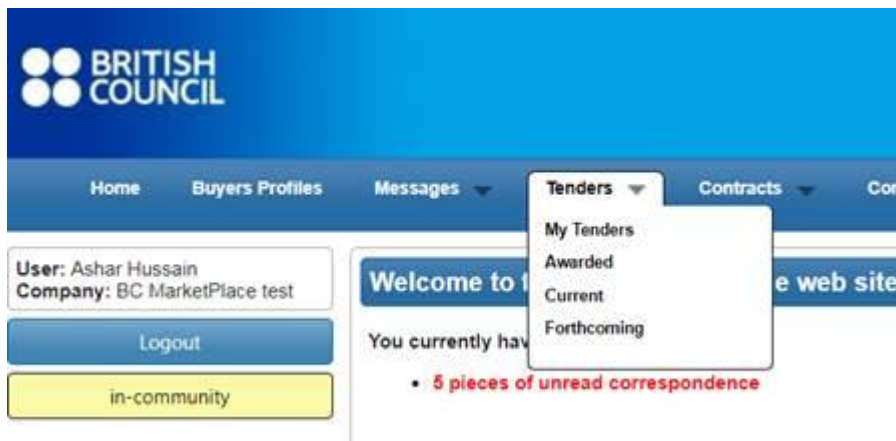 BRITISH
COUNCIL
Home Buyers Profiles Messages Tenders Contracts
My Tenders
Awarded
Current
Forthcoming
User: Ashar Hussain
Company: BC MarketPlace test
Logout
in-community
Welcome to e web site
You currently hav
• 5 pieces of unread correspondence